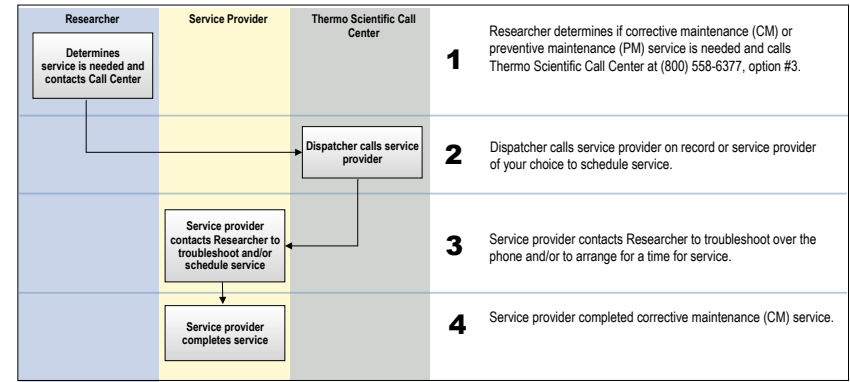 Researcher
Service Provider
Thermo Scientific Call
Center
Determines
service is needed and
contacts Call Center
1
Researcher determines if corrective maintenance (CM) or
preventive maintenance (PM) service is needed and calls
Thermo Scientific Call Center at (800) 558-6377, option #3.
Dispatcher calls service
provider
2
Dispatcher calls service provider on record or service provider
of your choice to schedule service.
Service provider
contacts Researcher to
troubleshoot and/or
schedule service
3
Service provider contacts Researcher to troubleshoot over the
phone and/or to arrange for a time for service.
Service provider
completes service
4
Service provider completed corrective maintenance (CM) service.